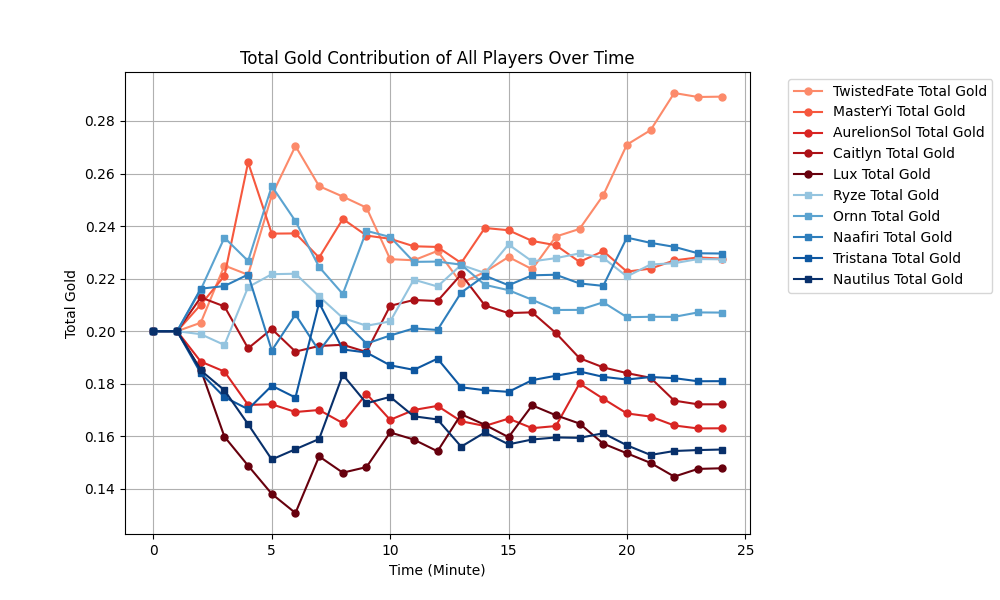 Total Gold Contribution of All Players Over Time
Total Gold
0.28
0.26
0.24
0.22
0.20
0.18
0.16
0.14
0
5
10
15
20
25
Time (Minute)
TwistedFate Total Gold
MasterYi Total Gold
AurelionSol Total Gold
Caitlyn Total Gold
Lux Total Gold
Ryze Total Gold
Ornn Total Gold
Naafiri Total Gold
Tristana Total Gold
Nautilus Total Gold